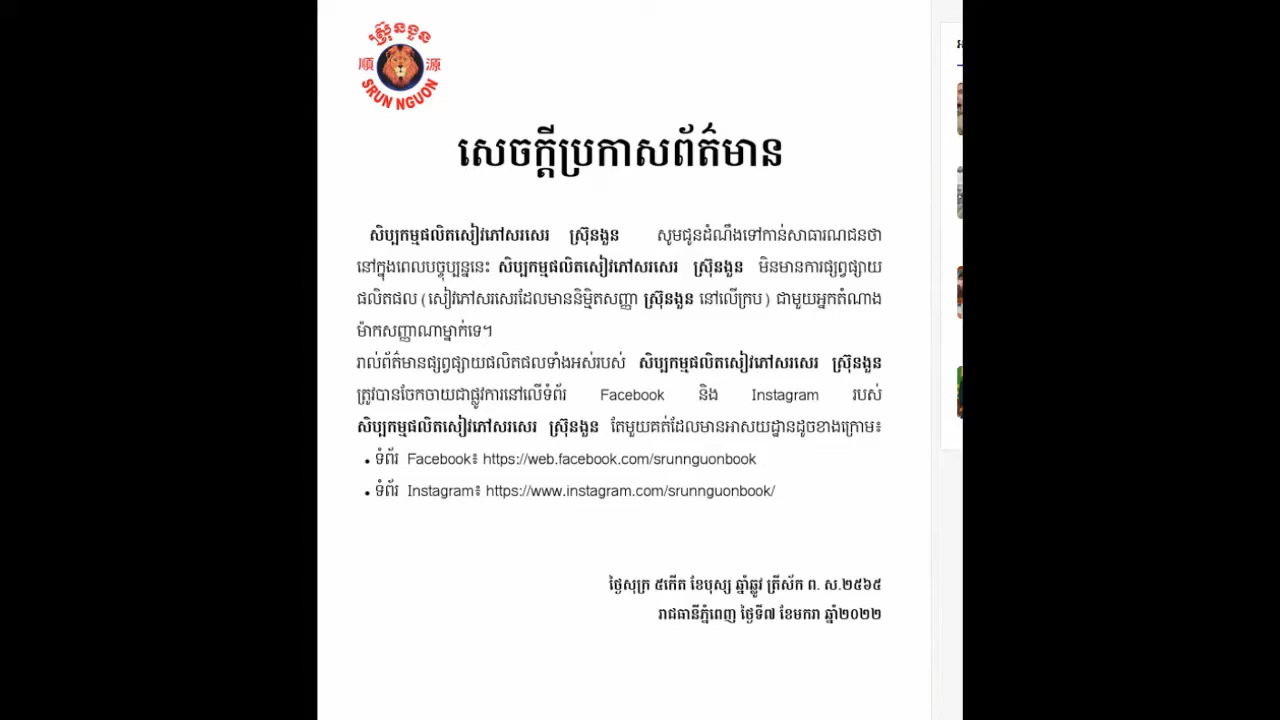 ស្រ៊ុនងួន
順 源
SRUN NGUON
សេចក្តីប្រកាសព័ត៌មាន
សិប្បកម្មផលិតសៀវភៅសរសេរ ស្រ៊ុនងួន សូមជូនដំណឹងទៅកាន់សាធារណជនថា
នៅក្នុងពេលបច្ចុប្បន្ននេះ សិប្បកម្មផលិតសៀវភៅសរសេរ ស្រ៊ុនងួន មិនមានការផ្សព្វផ្សាយ
ផលិតផល (សៀវភៅសរសេរដែលមាននិម្មិតសញ្ញា ស្រ៊ុនងួន នៅលើក្រប) ជាមួយអ្នកតំណាង
ម៉ាកសញ្ញាណាម្នាក់ទេ។
រាល់ព័ត៌មានផ្សព្វផ្សាយផលិតផលទាំងអស់របស់ សិប្បកម្មផលិតសៀវភៅសរសេរ ស្រ៊ុនងួន
ត្រូវបានចែកចាយជាផ្លូវការនៅលើទំព័រ Facebook និង Instagram របស់
សិប្បកម្មផលិតសៀវភៅសរសេរ ស្រ៊ុនងួន តែមួយគត់ដែលមានអាសយដ្ឋានដូចខាងក្រោម៖
• ទំព័រ Facebook៖ https://web.facebook.com/srunnguonbook
• ទំព័រ Instagram៖ https://www.instagram.com/srunnguonbook/
ថ្ងៃសុក្រ ៥កើត ខែបុស្ស ឆ្នាំឆ្លូវ ត្រីស័ក ព. ស.២៥៦៥
រាជធានីភ្នំពេញ ថ្ងៃទី៧ ខែមករា ឆ្នាំ២០២២